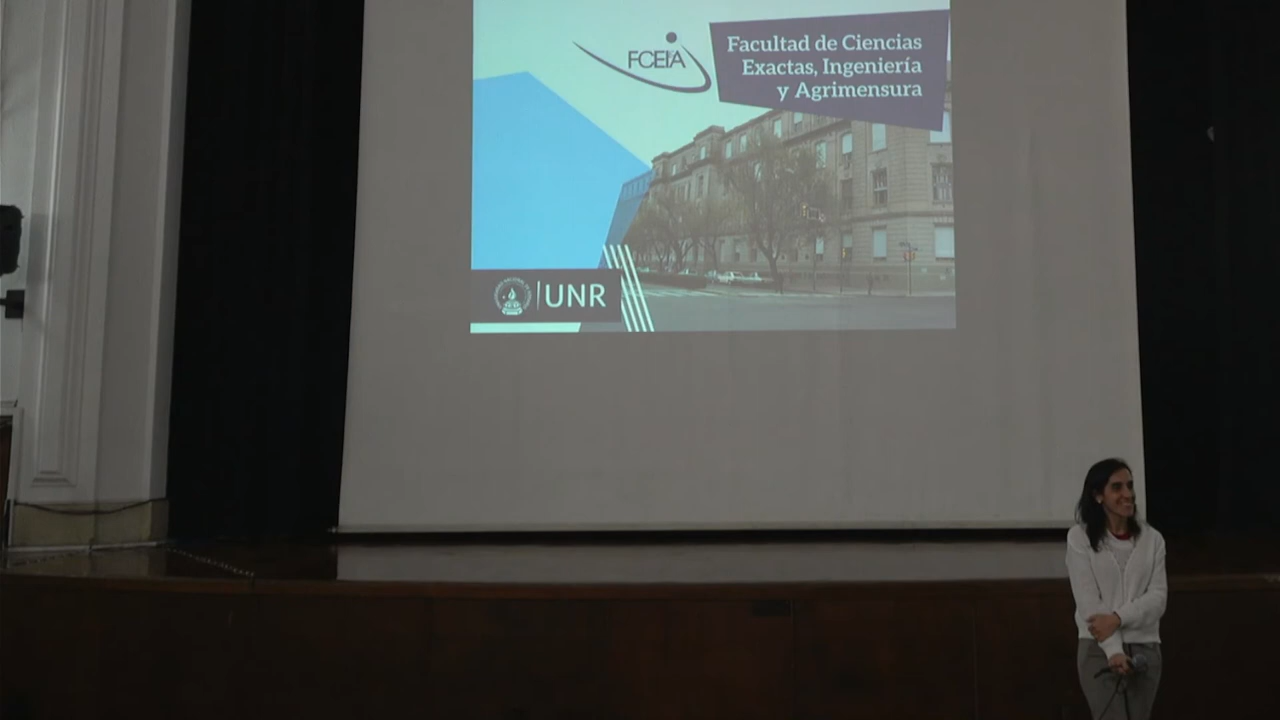 FCEIA
Facultad de Ciencias
Exactas, Ingeniería
y Agrimensura
UNR